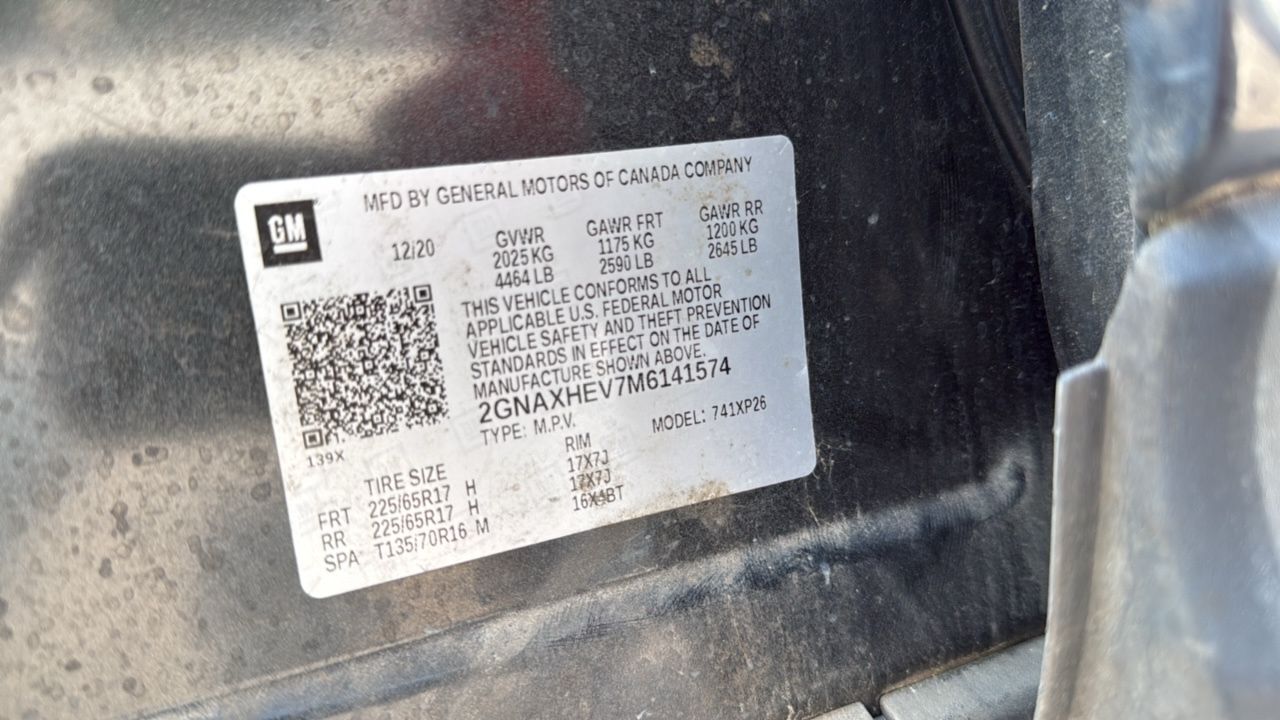 MFD BY GENERAL MOTORS OF CANADA COMPANY
GM
12/20
GVWR
2025 KG
4464 LB
GAWR FRT
1175 KG
2590 LB
GAWR RR
1200 KG
2645 LB
THIS VEHICLE CONFORMS TO ALL
APPLICABLE U.S. FEDERAL MOTOR
VEHICLE SAFETY AND THEFT PREVENTION
STANDARDS IN EFFECT ON THE DATE OF
MANUFACTURE SHOWN ABOVE.
2GNAXHEV7M6141574
TYPE: M.P.V.
MODEL: 741XP26
139X
TIRE SIZE
RIM
FRT 225/65R17 H 17X7J
RR 225/65R17 H 17X7J
SPA T135/70R16 M 16X4BT